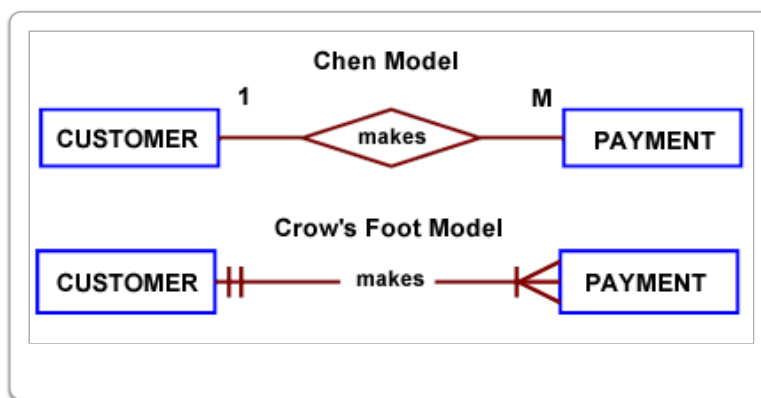 Chen Model
1 M
CUSTOMER makes PAYMENT
Crow's Foot Model
CUSTOMER makes PAYMENT